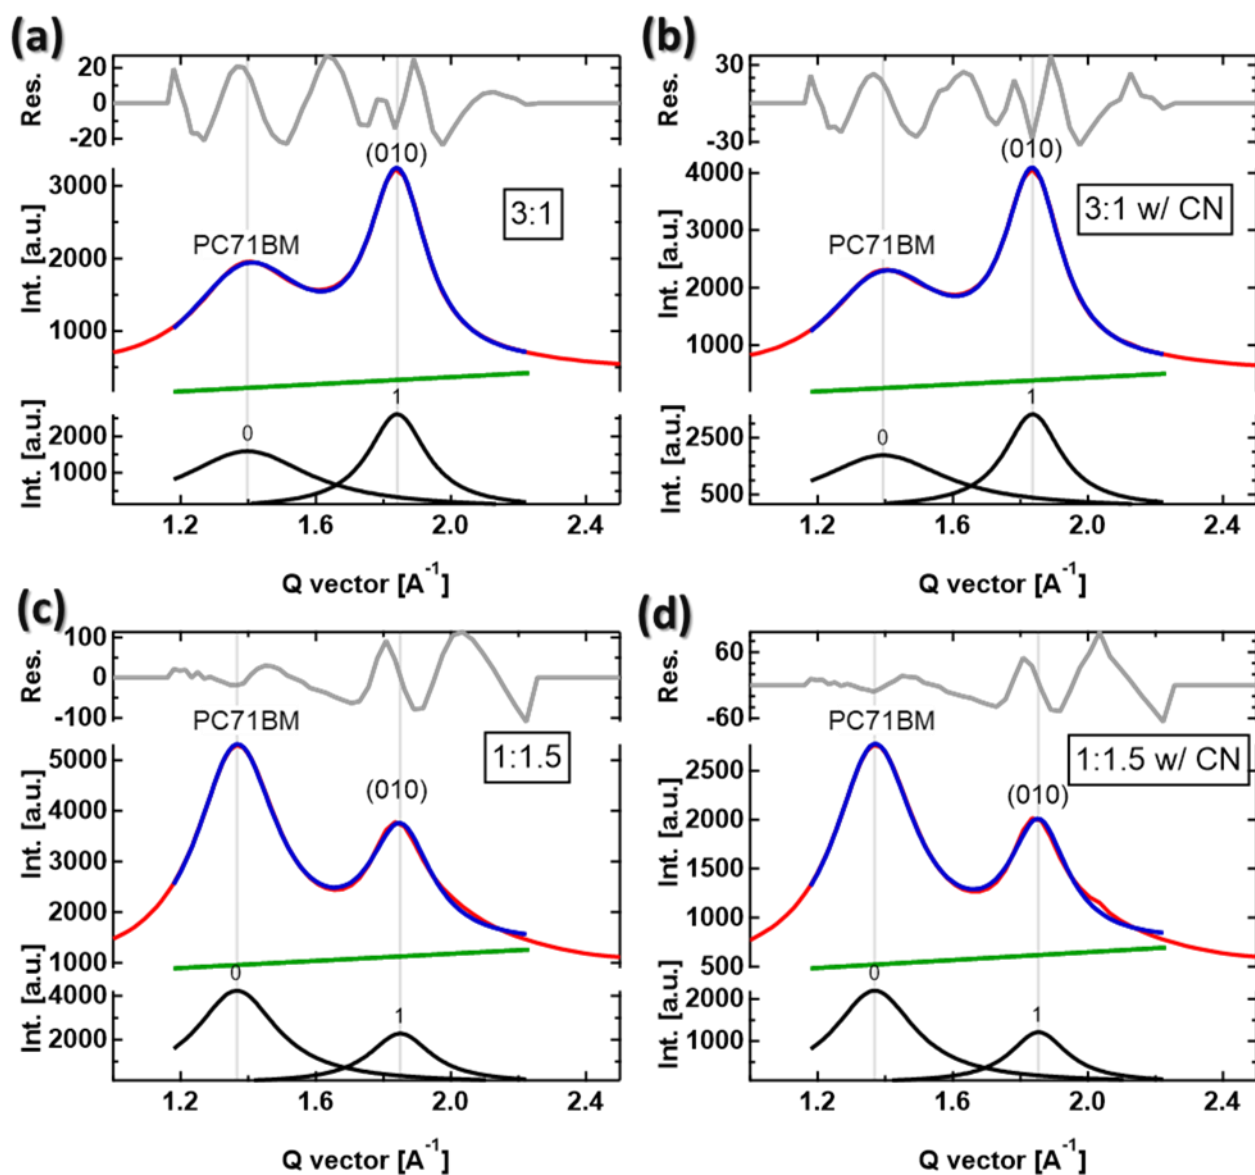 (a)
Res.
20
0
-20
(010)
3:1
PC71BM
Int. [a.u.]
3000
2000
1000
1
0
Int. [a.u.]
2000
1000
1.2 1.6 2.0 2.4
Q vector [A⁻¹]
(b)
Res.
30
-30
(010)
3:1 w/ CN
PC71BM
Int. [a.u.]
4000
3000
2000
1000
1
0
Int. [a.u.]
2500
500
1.2 1.6 2.0 2.4
Q vector [A⁻¹]
(c)
Res.
100
0
-100
PC71BM
1:1.5
(010)
Int. [a.u.]
5000
4000
3000
2000
1000
0
1
Int. [a.u.]
4000
2000
1.2 1.6 2.0 2.4
Q vector [A⁻¹]
(d)
Res.
60
-60
PC71BM
1:1.5 w/ CN
(010)
Int. [a.u.]
2500
2000
1500
1000
500
0
1
Int. [a.u.]
2000
1000
1.2 1.6 2.0 2.4
Q vector [A⁻¹]